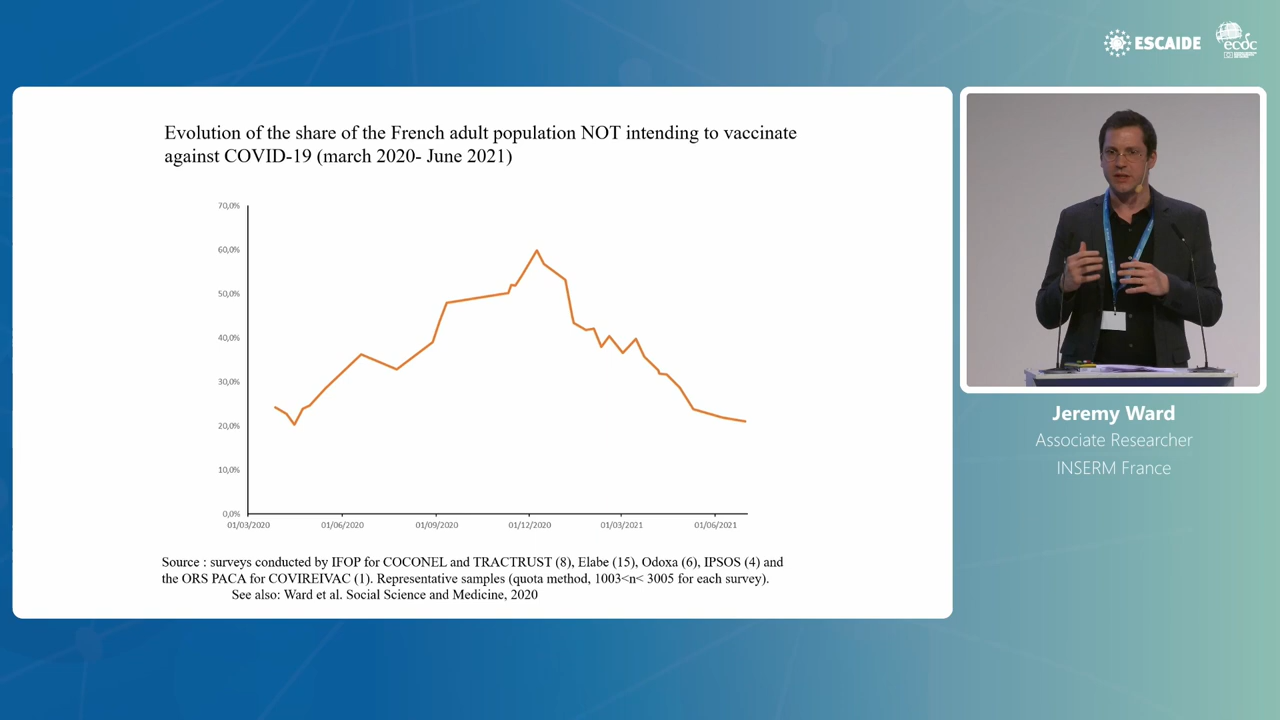 ESCAIDE
ecdc
Evolution of the share of the French adult population NOT intending to vaccinate
against COVID-19 (march 2020- June 2021)
70,0%
60,0%
50,0%
40,0%
30,0%
20,0%
10,0%
0,0%
01/03/2020
01/06/2020
01/09/2020
01/12/2020
01/03/2021
01/06/2021
Source : surveys conducted by IFOP for COCONEL and TRACTRUST (8), Elabe (15), Odoxa (6), IPSOS (4) and
the ORS PACA for COVIREIVAC (1). Representative samples (quota method, 1003<n< 3005 for each survey).
See also: Ward et al. Social Science and Medicine, 2020
Jeremy Ward
Associate Researcher
INSERM France